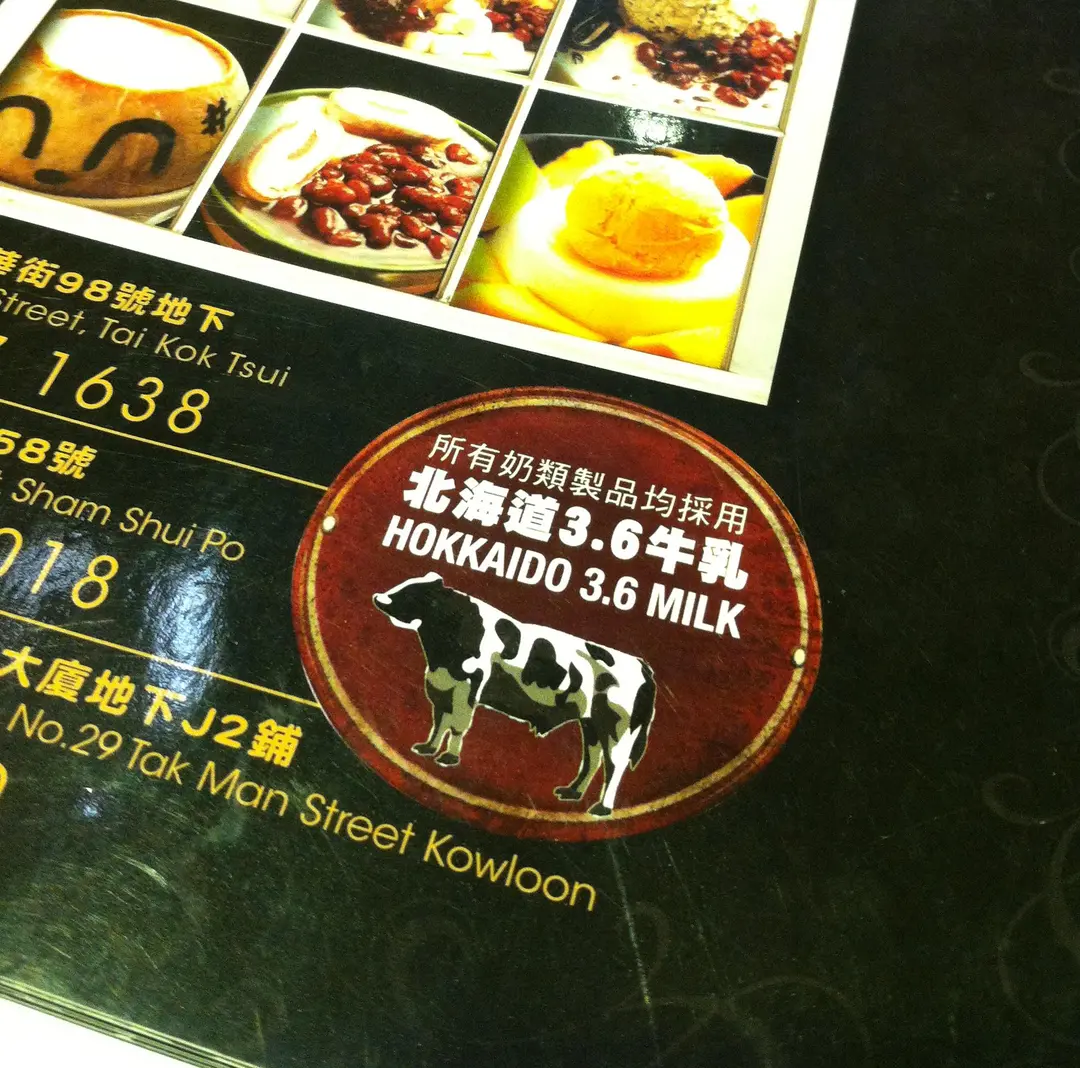 華街98號地下
Street, Tai Kok Tsui
1638
58號
Sham Shui Po
018
大廈地下J2鋪
No.29 Tak Man Street Kowloon
所有奶類製品均採用
北海道3.6牛乳
HOKKAIDO 3.6 MILK